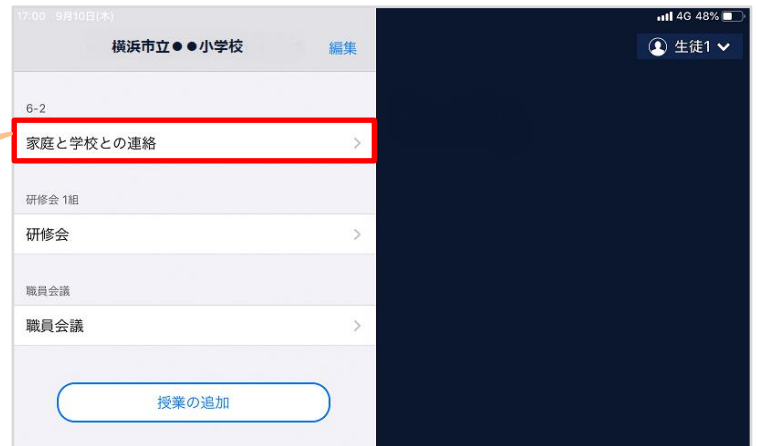 17:00 9月10日(木)
4G 48%
横浜市立●●小学校
編集
生徒1
6-2
家庭と学校との連絡
研修会 1組
研修会
職員会議
職員会議
授業の追加